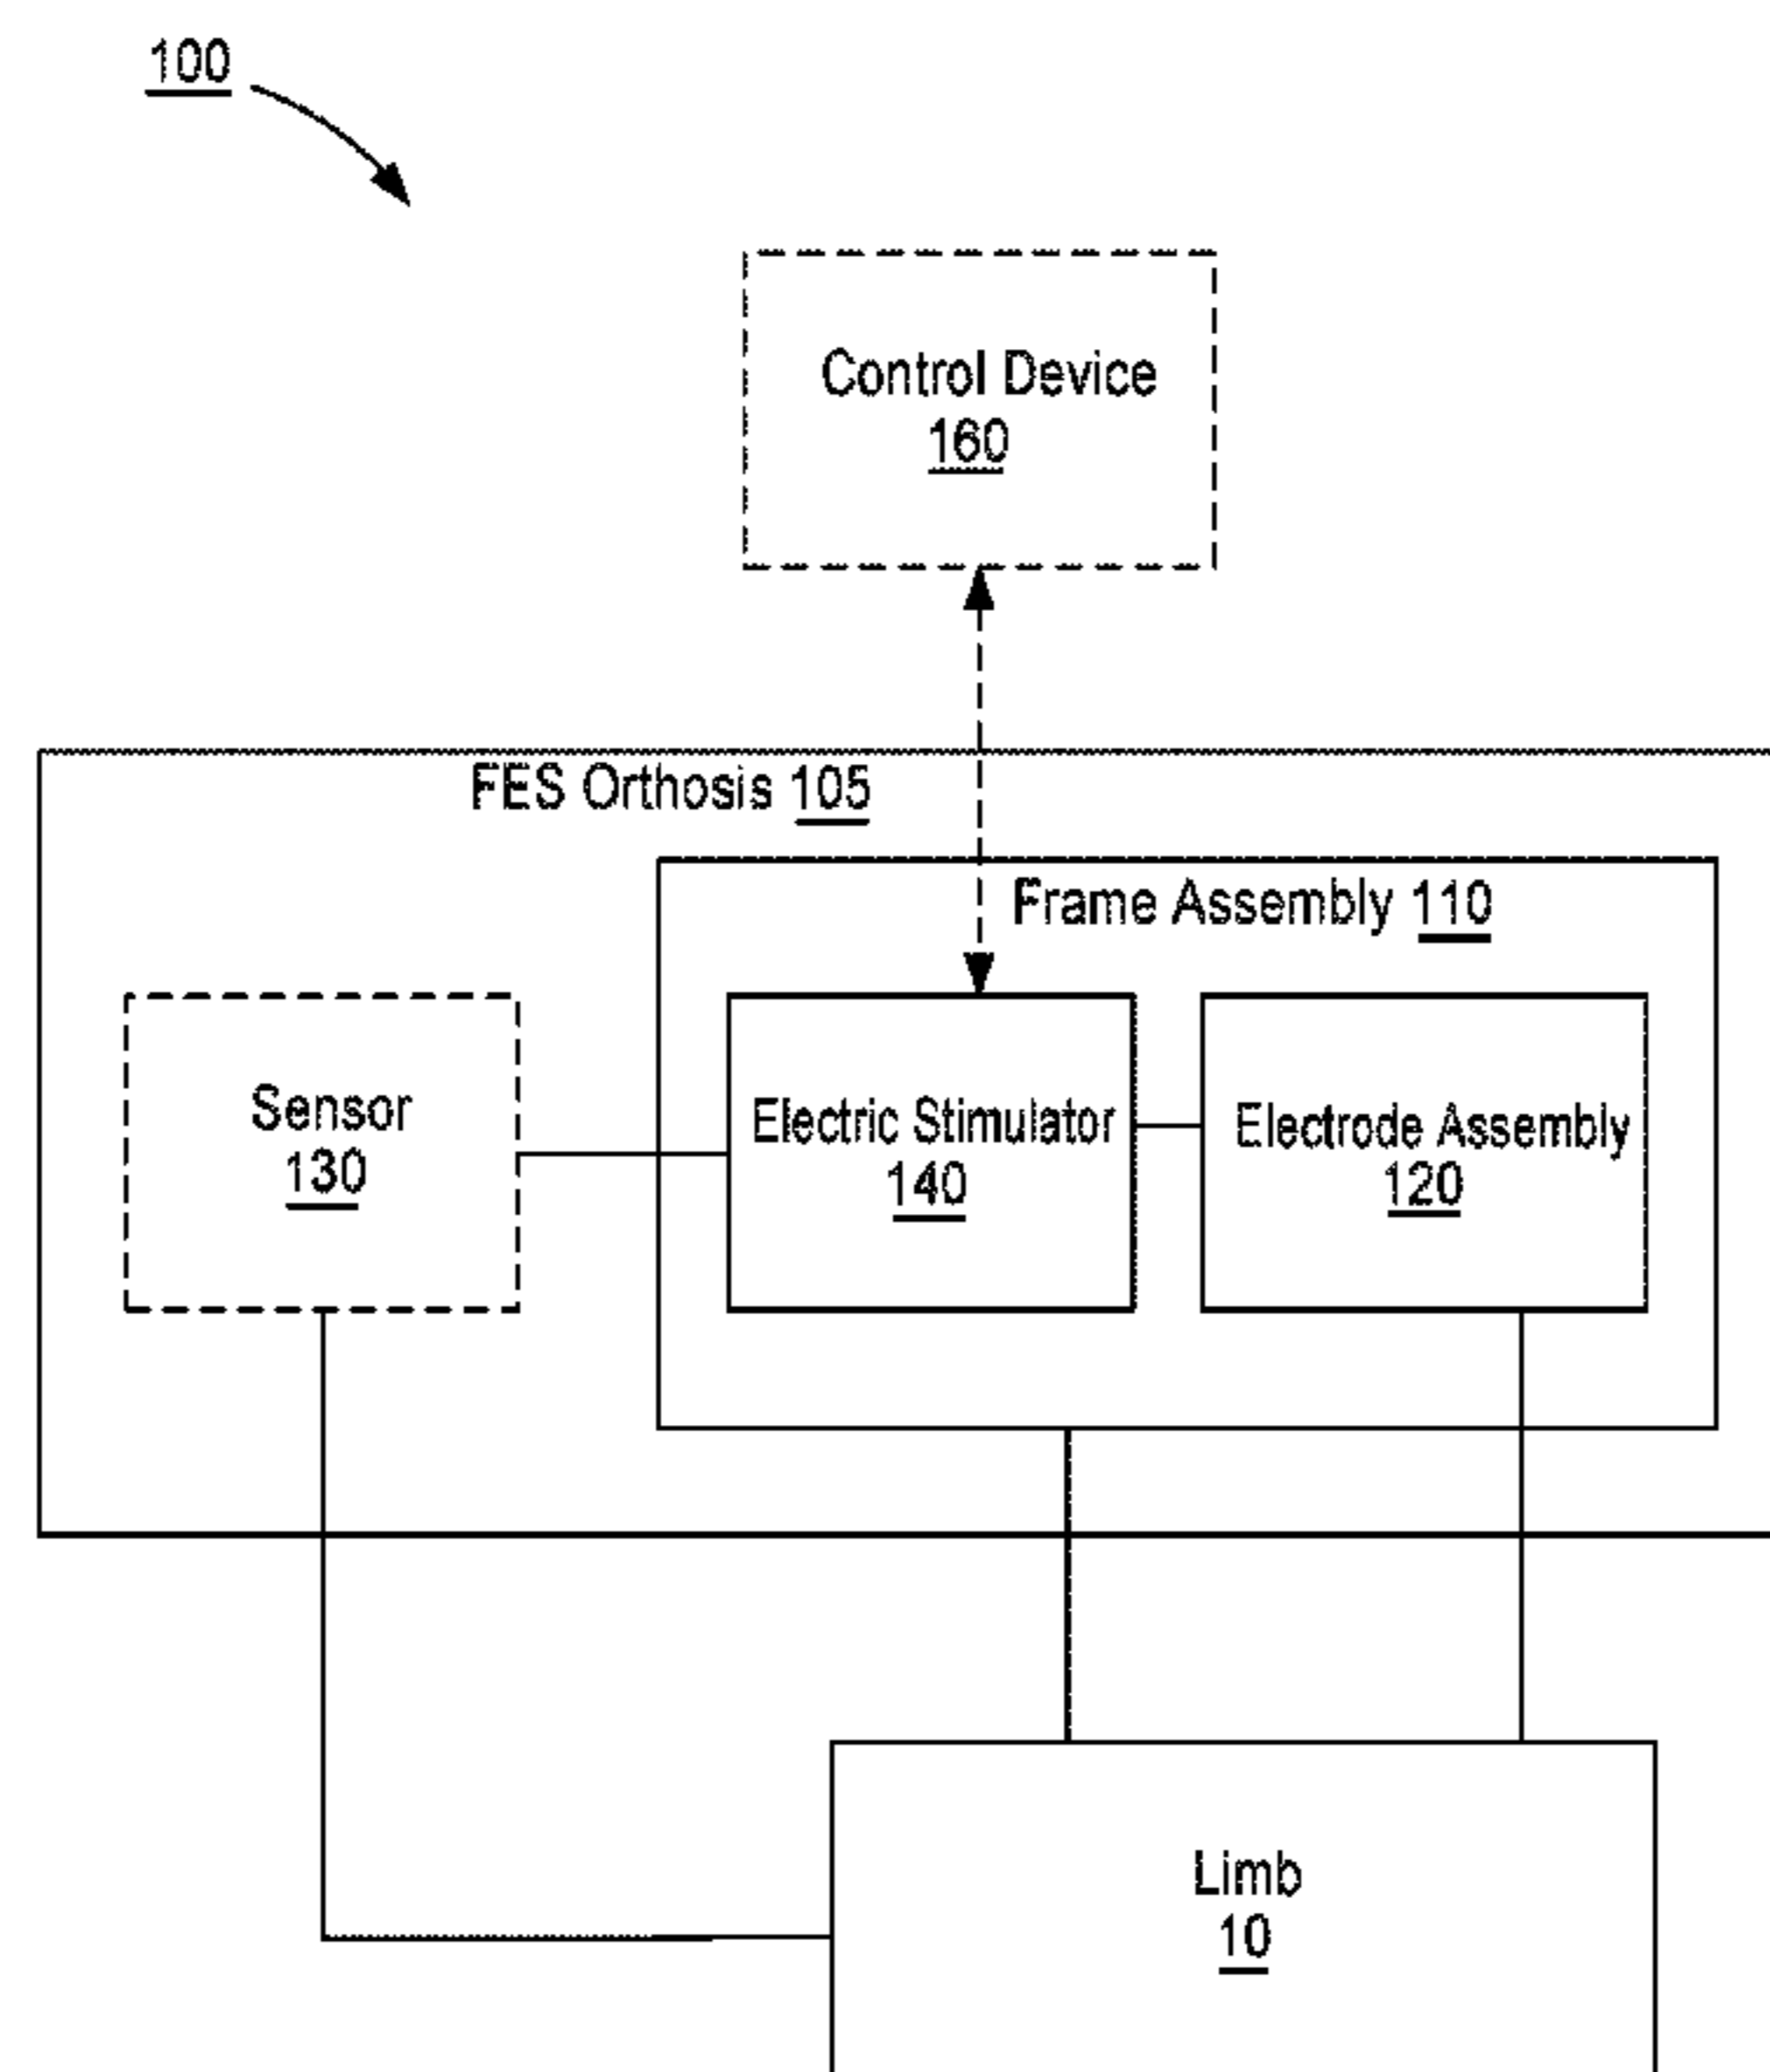 100
Control Device
160
FES Orthosis 105
Frame Assembly 110
Sensor
130
Electric Stimulator
140
Electrode Assembly
120
Limb
10